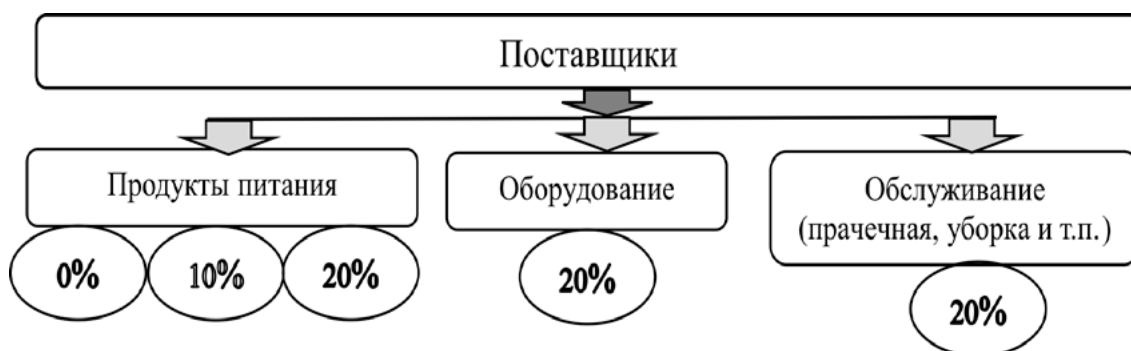 Поставщики
Продукты питания
Оборудование
Обслуживание
(прачечная, уборка и т.п.)
0%
10%
20%
20%
20%